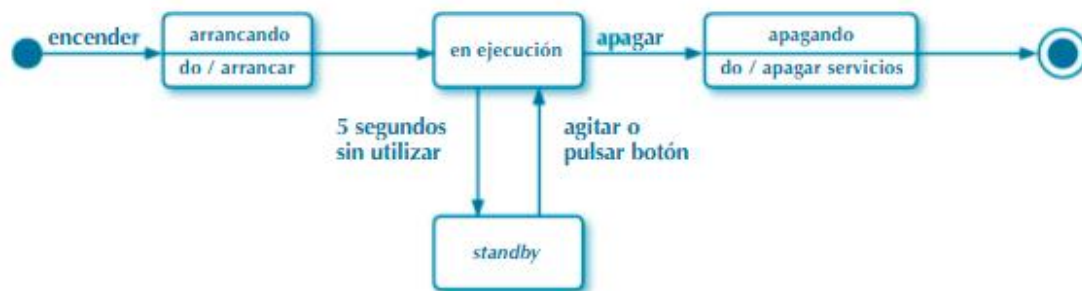 encender
arrancando
do / arrancar
en ejecución
apagar
apagando
do / apagar servicios
5 segundos
sin utilizar
agitar o
pulsar botón
standby